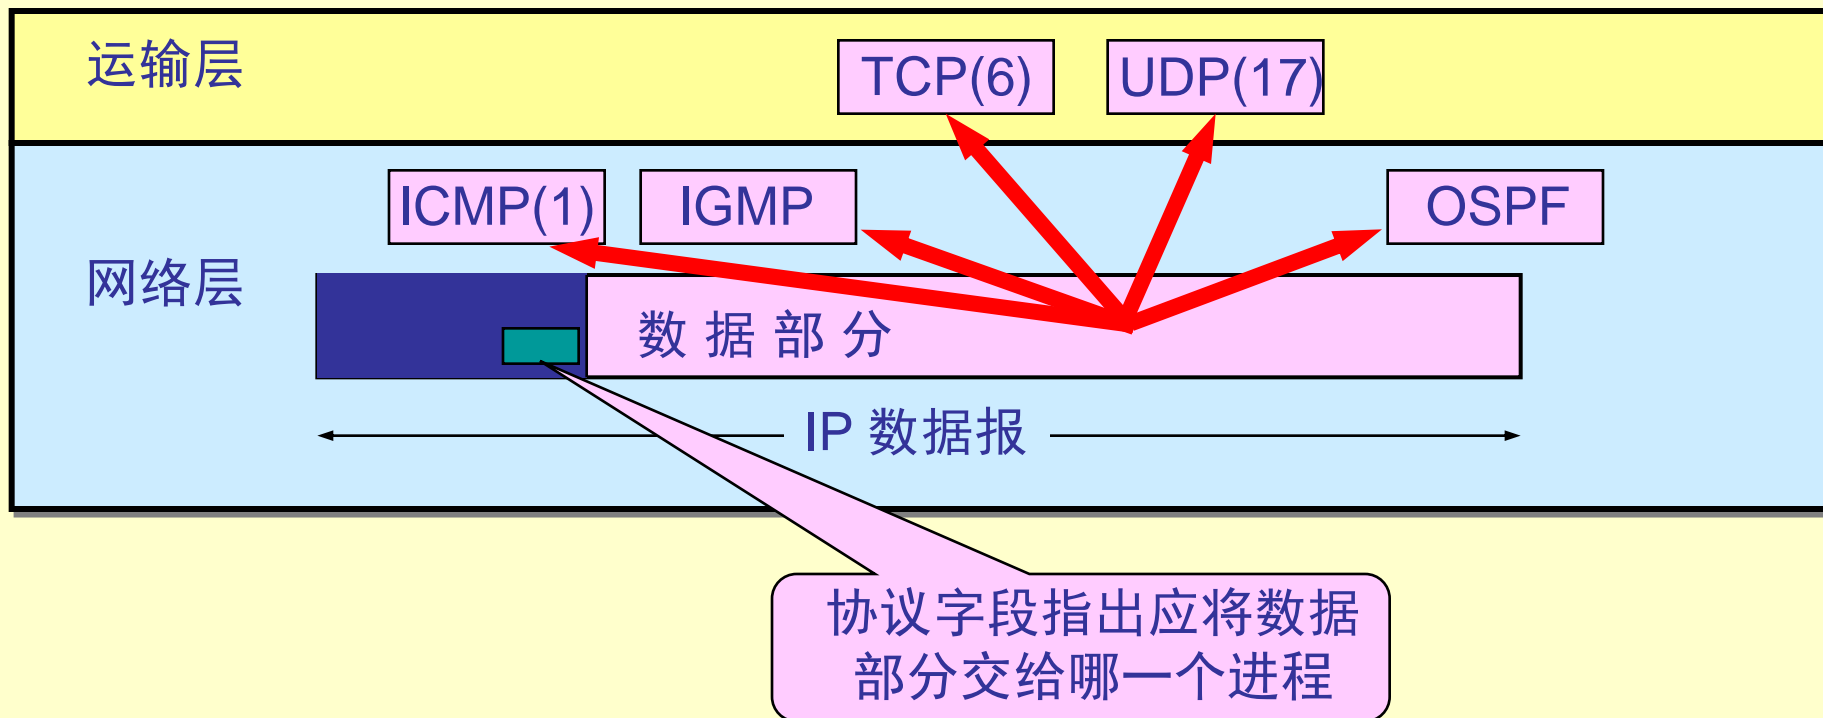 运输层
TCP(6)
UDP(17)
ICMP(1)
IGMP
OSPF
网络层
数 据 部 分
IP 数据报
协议字段指出应将数据
部分交给哪一个进程